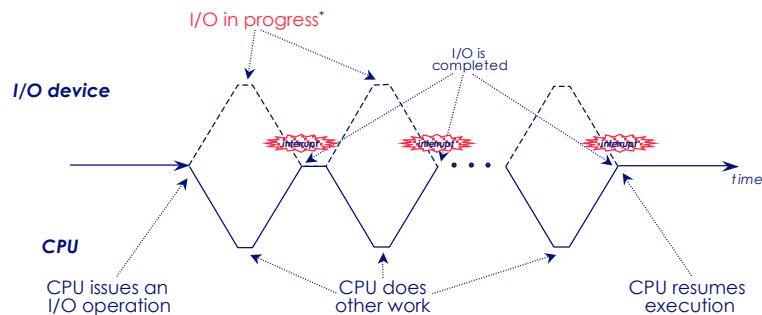 I/O in progress*
I/O is
completed
I/O device
interrupt
interrupt
interrupt
time
CPU
CPU issues an
I/O operation
CPU does
other work
CPU resumes
execution